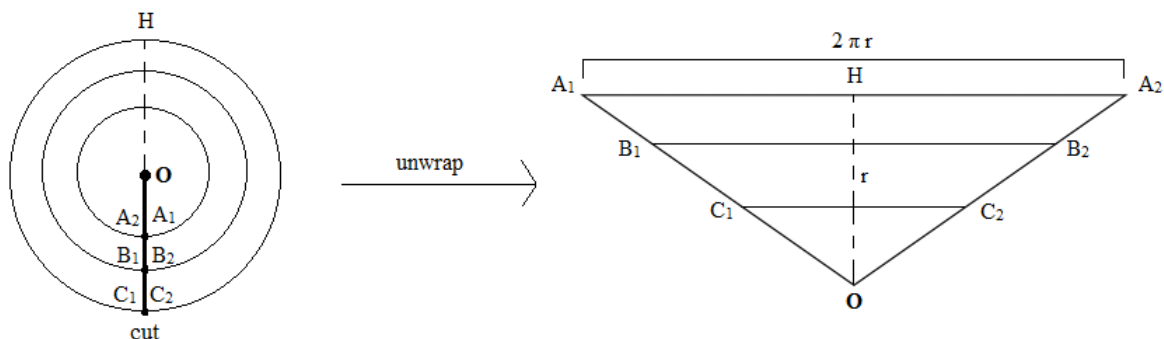 H
O
A₂ A₁
B₁ B₂
C₁ C₂
cut
unwrap
2 π r
A₁ H A₂
B₁ B₂
r
C₁ C₂
O